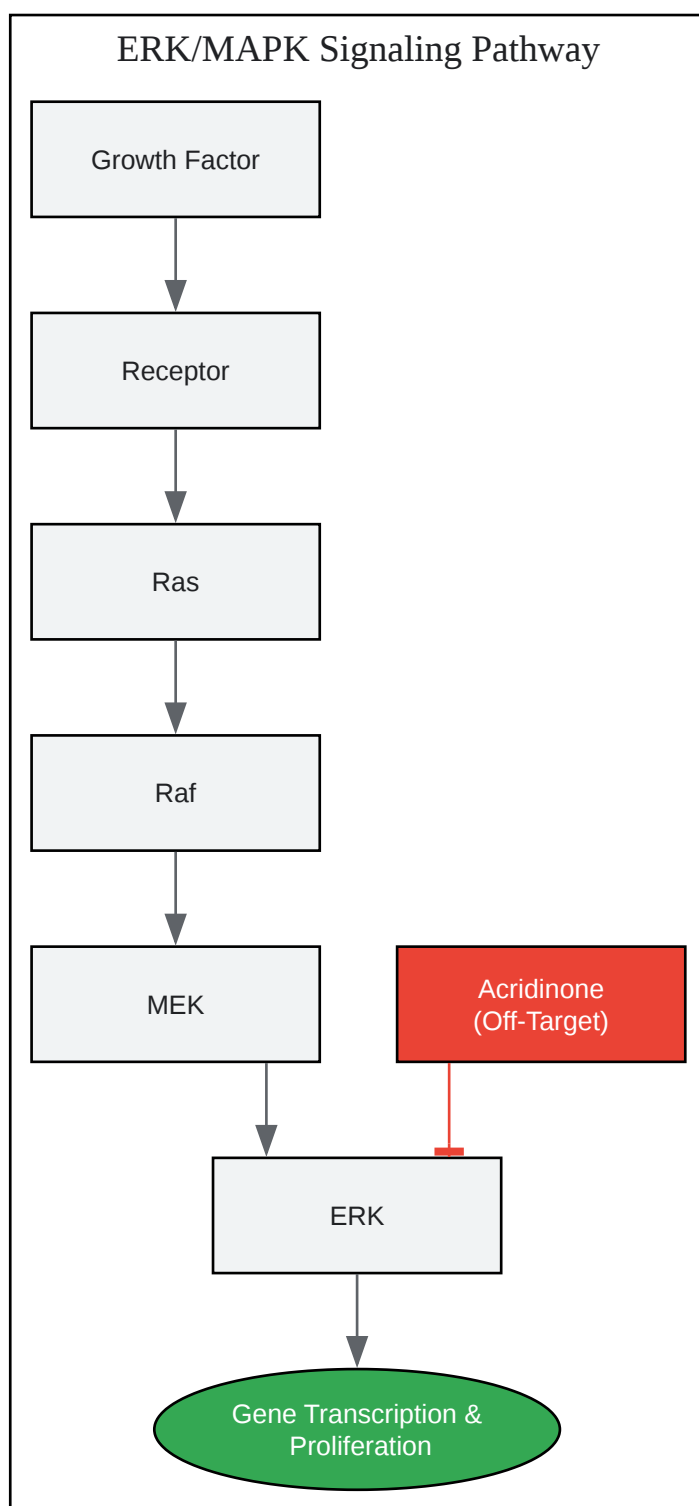 ERK/MAPK Signaling Pathway
Growth Factor
Receptor
Ras
Raf
MEK
Acridinone
(Off-Target)
ERK
Gene Transcription &
Proliferation